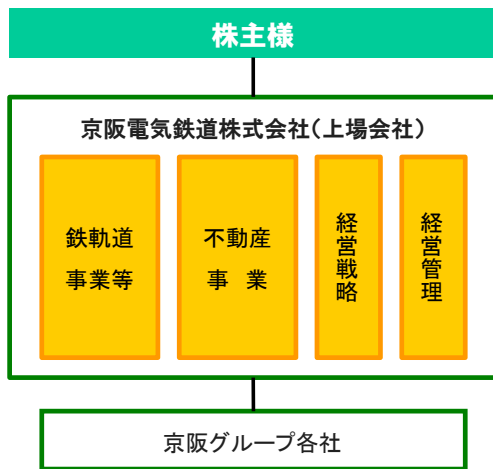 株主様
京阪電気鉄道株式会社（上場会社）
鉄軌道
事業等
不動産
事　業
経営戦略
経営管理
京阪グループ各社